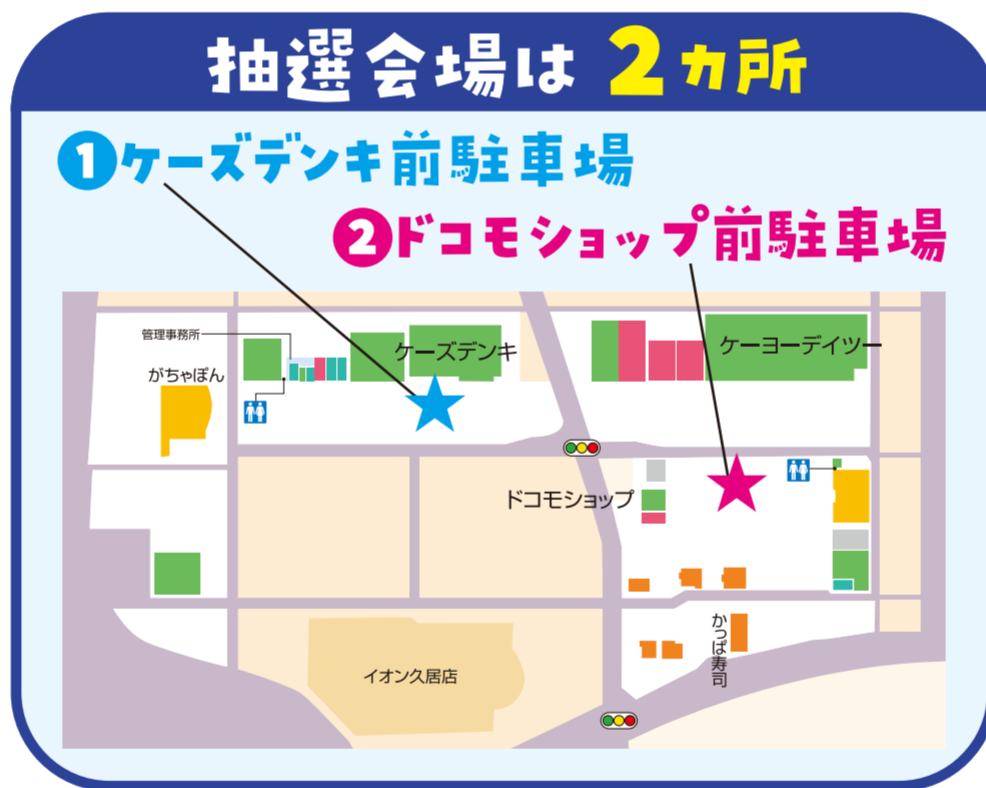 抽選会場は 2カ所
❶ケーズデンキ前駐車場
❷ドコモショップ前駐車場
管理事務所
がちゃぽん
ケーズデンキ
ケーヨーデイツー
ドコモショップ
かっぱ寿司
イオン久居店